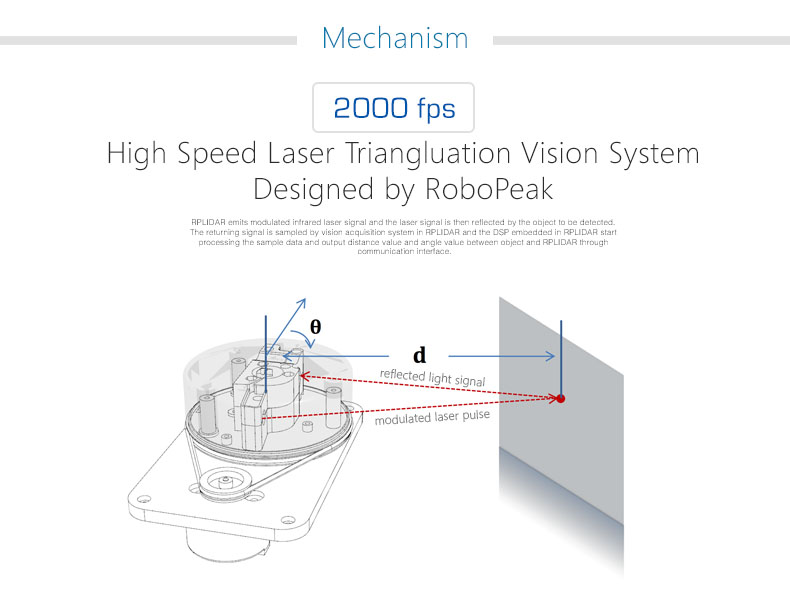 Mechanism
2000 fps
High Speed Laser Triangluation Vision System
Designed by RoboPeak
RPLIDAR emits modulated infrared laser signal and the laser signal is then reflected by the object to be detected.
The returning signal is sampled by vision acquisition system in RPLIDAR and the DSP embedded in RPLIDAR start
processing the sample data and output distance value and angle value between object and RPLIDAR through
communication interface.
θ
d
reflected light signal
modulated laser pulse